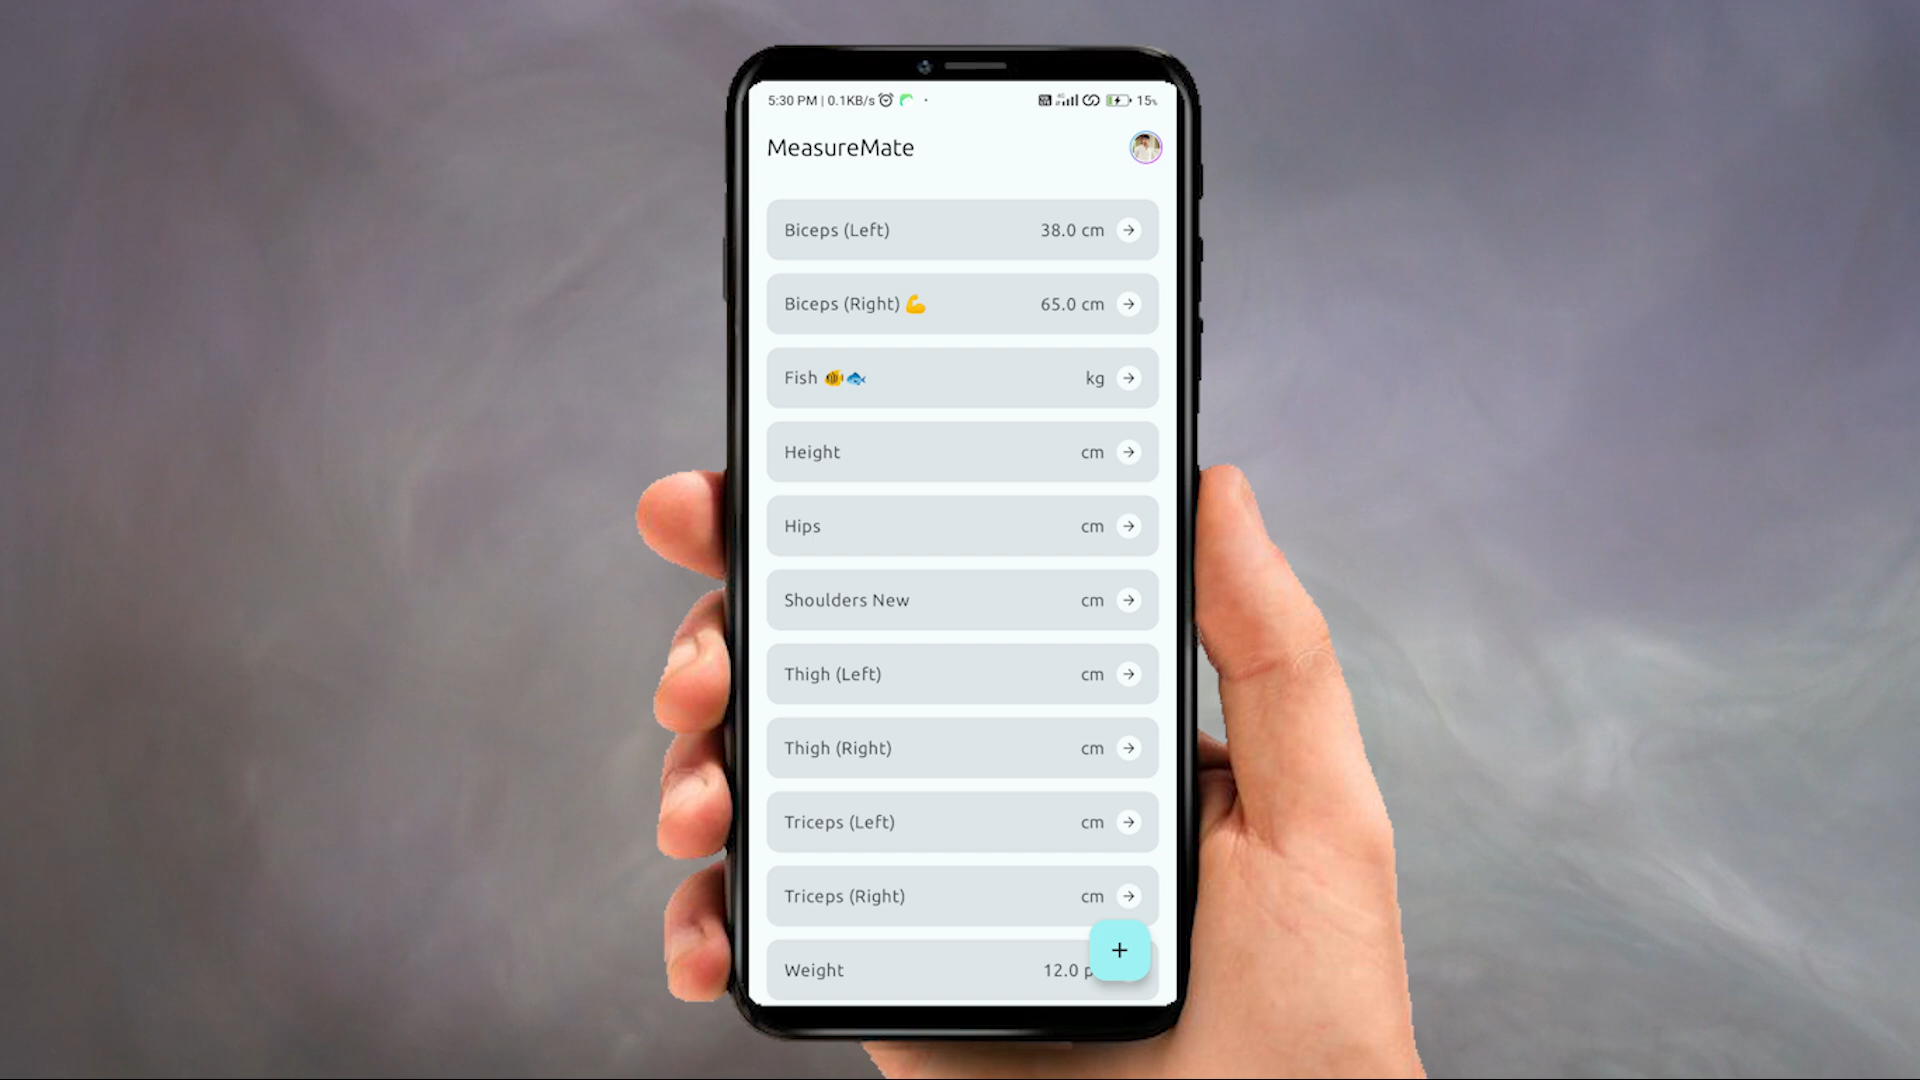 5:30 PM | 0.1KB/s 15%
MeasureMate
Biceps (Left) 38.0 cm
Biceps (Right) 💪 65.0 cm
Fish 🐠🐟 kg
Height cm
Hips cm
Shoulders New cm
Thigh (Left) cm
Thigh (Right) cm
Triceps (Left) cm
Triceps (Right) cm
Weight 12.0
+